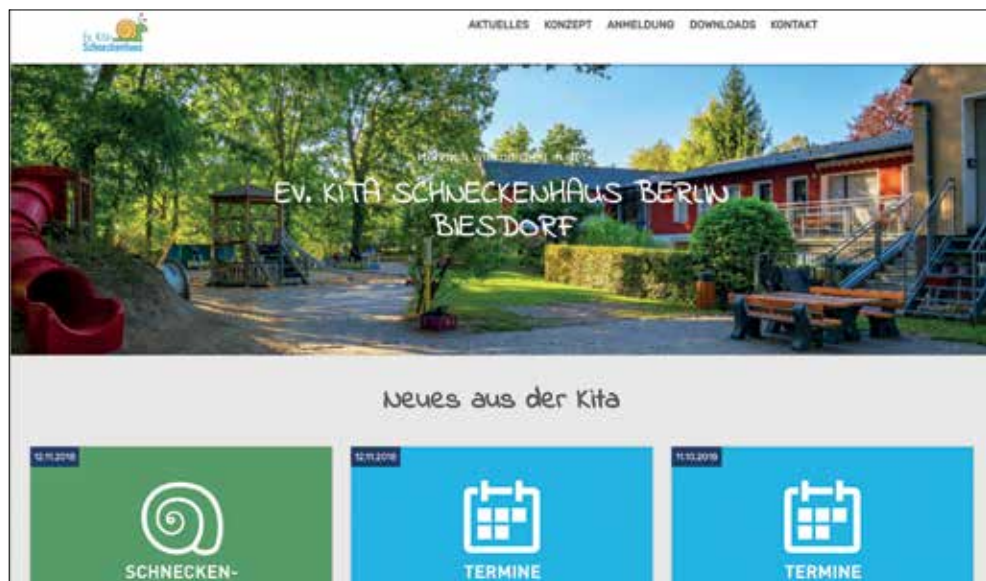 Ev. Kita
Schneckenhaus
AKTUELLES KONZEPT ANMELDUNG DOWNLOADS KONTAKT
EV. KITA SCHNECKENHAUS BERLIN
BIESDORF
Neues aus der Kita
12.11.2018
SCHNECKEN-
12.11.2018
TERMINE
11.10.2018
TERMINE